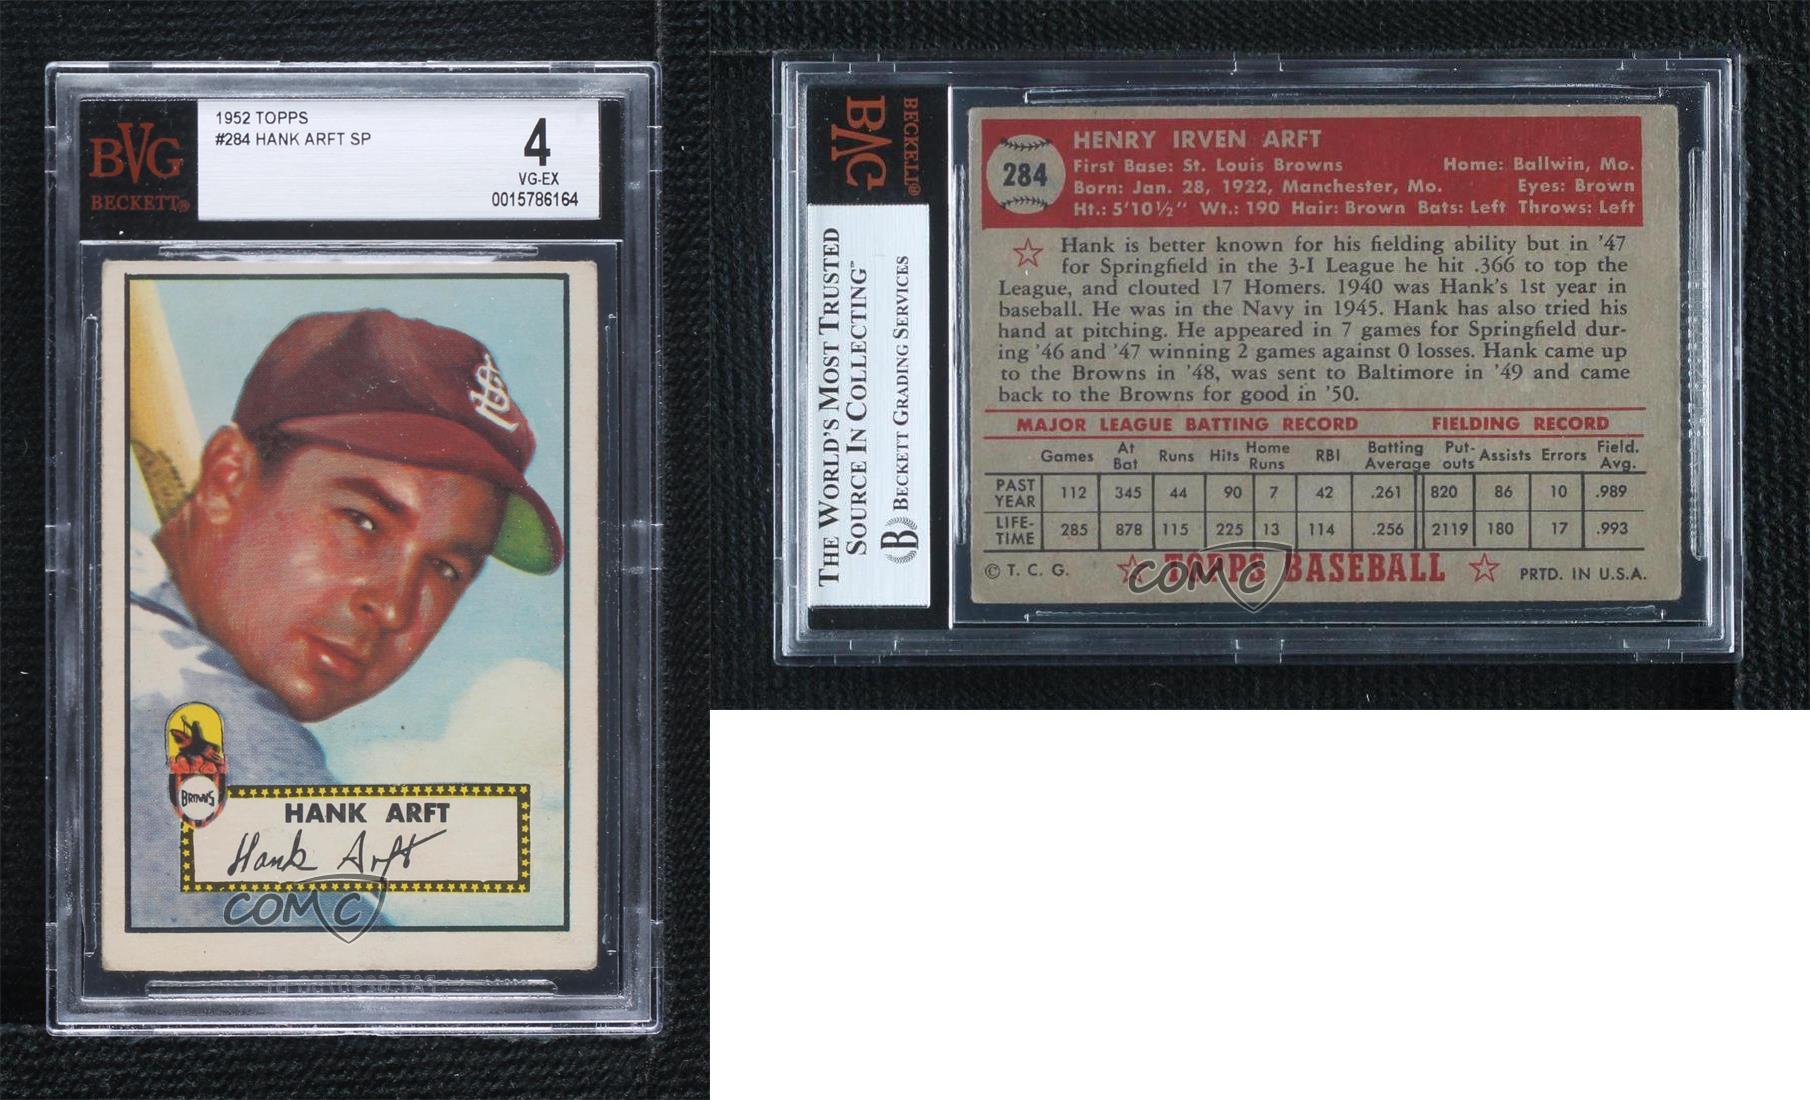 BVG
BECKETT®
1952 TOPPS
#284 HANK ARFT SP
4
VG-EX
0015786164
StL
BROWNS
HANK ARFT
Hank Arft
COMC
BECKETT®
BVG
THE WORLD'S MOST TRUSTED
SOURCE IN COLLECTING™
B BECKETT GRADING SERVICES
284
HENRY IRVEN ARFT
First Base: St. Louis Browns Home: Ballwin, Mo.
Born: Jan. 28, 1922, Manchester, Mo. Eyes: Brown
Ht.: 5'10½" Wt.: 190 Hair: Brown Bats: Left Throws: Left
Hank is better known for his fielding ability but in '47
for Springfield in the 3-I League he hit .366 to top the
League, and clouted 17 Homers. 1940 was Hank's 1st year in
baseball. He was in the Navy in 1945. Hank has also tried his
hand at pitching. He appeared in 7 games for Springfield dur-
ing '46 and '47 winning 2 games against 0 losses. Hank came up
to the Browns in '48, was sent to Baltimore in '49 and came
back to the Browns for good in '50.
MAJOR LEAGUE BATTING RECORD FIELDING RECORD
Games At Bat Runs Hits Home Runs RBI Batting Average Put-outs Assists Errors Field. Avg.
PAST YEAR 112 345 44 90 7 42 .261 820 86 10 .989
LIFE-TIME 285 878 115 225 13 114 .256 2119 180 17 .993
© T. C. G. TOPPS BASEBALL PRTD. IN U.S.A.
COMC